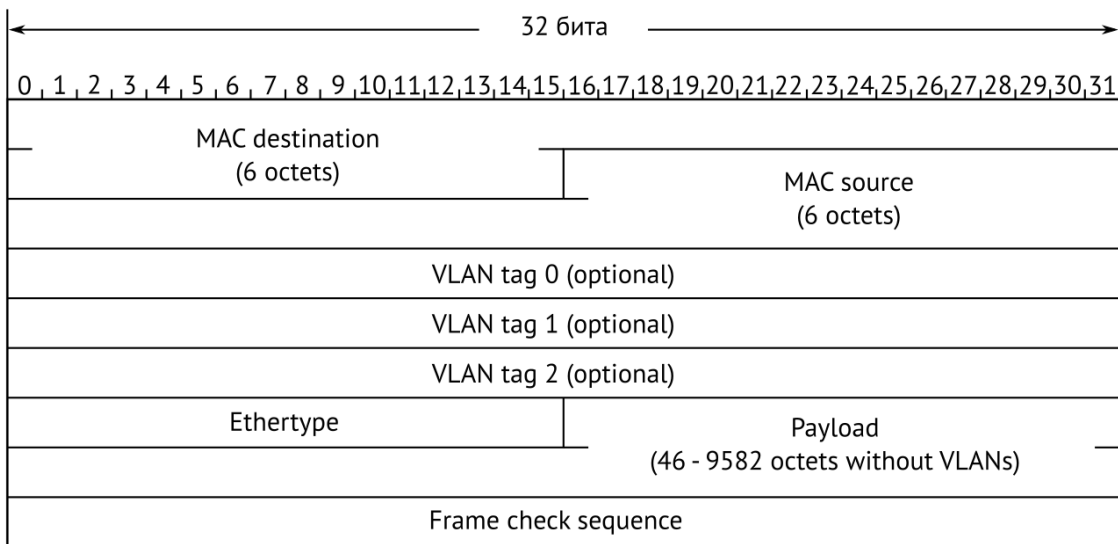 32 бита
0 1 2 3 4 5 6 7 8 9 10 11 12 13 14 15 16 17 18 19 20 21 22 23 24 25 26 27 28 29 30 31
MAC destination
(6 octets)
MAC source
(6 octets)
VLAN tag 0 (optional)
VLAN tag 1 (optional)
VLAN tag 2 (optional)
Ethertype
Payload
(46 - 9582 octets without VLANs)
Frame check sequence